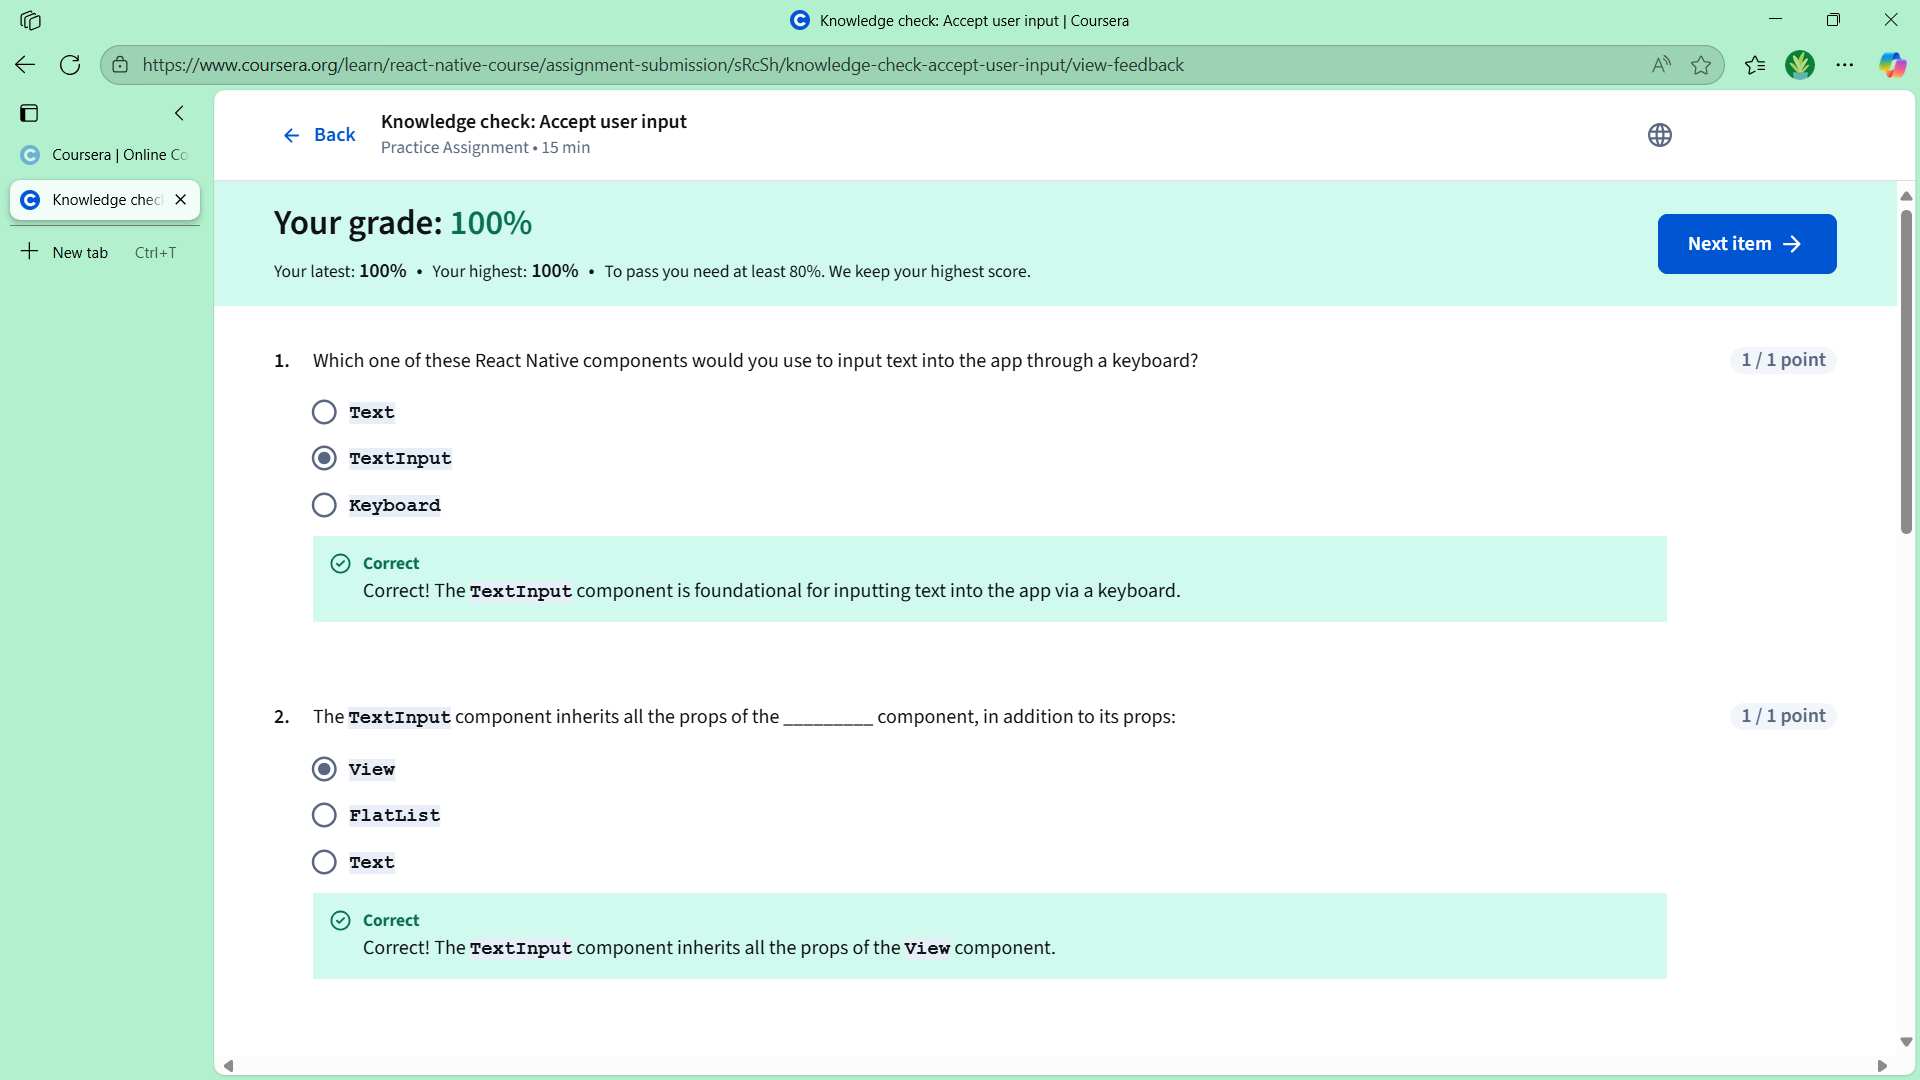 Knowledge check: Accept user input | Coursera
https://www.coursera.org/learn/react-native-course/assignment-submission/sRcSh/knowledge-check-accept-user-input/view-feedback
Coursera | Online Co
Knowledge chec
New tab Ctrl+T
Back
Knowledge check: Accept user input
Practice Assignment • 15 min
Your grade: 100%
Your latest: 100% • Your highest: 100% • To pass you need at least 80%. We keep your highest score.
Next item →
1. Which one of these React Native components would you use to input text into the app through a keyboard?
1 / 1 point
Text
TextInput
Keyboard
Correct
Correct! The TextInput component is foundational for inputting text into the app via a keyboard.
2. The TextInput component inherits all the props of the _________ component, in addition to its props:
1 / 1 point
View
FlatList
Text
Correct
Correct! The TextInput component inherits all the props of the View component.